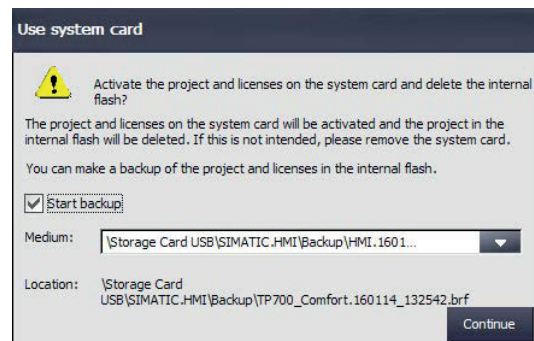 Use system card
Activate the project and licenses on the system card and delete the internal
flash?
The project and licenses on the system card will be activated and the project in the
internal flash will be deleted. If this is not intended, please remove the system card.
You can make a backup of the project and licenses in the internal flash.
Start backup
Medium: \Storage Card USB\SIMATIC.HMI\Backup\HMI.1601...
Location: \Storage Card
USB\SIMATIC.HMI\Backup\TP700_Comfort.160114_132542.brf
Continue